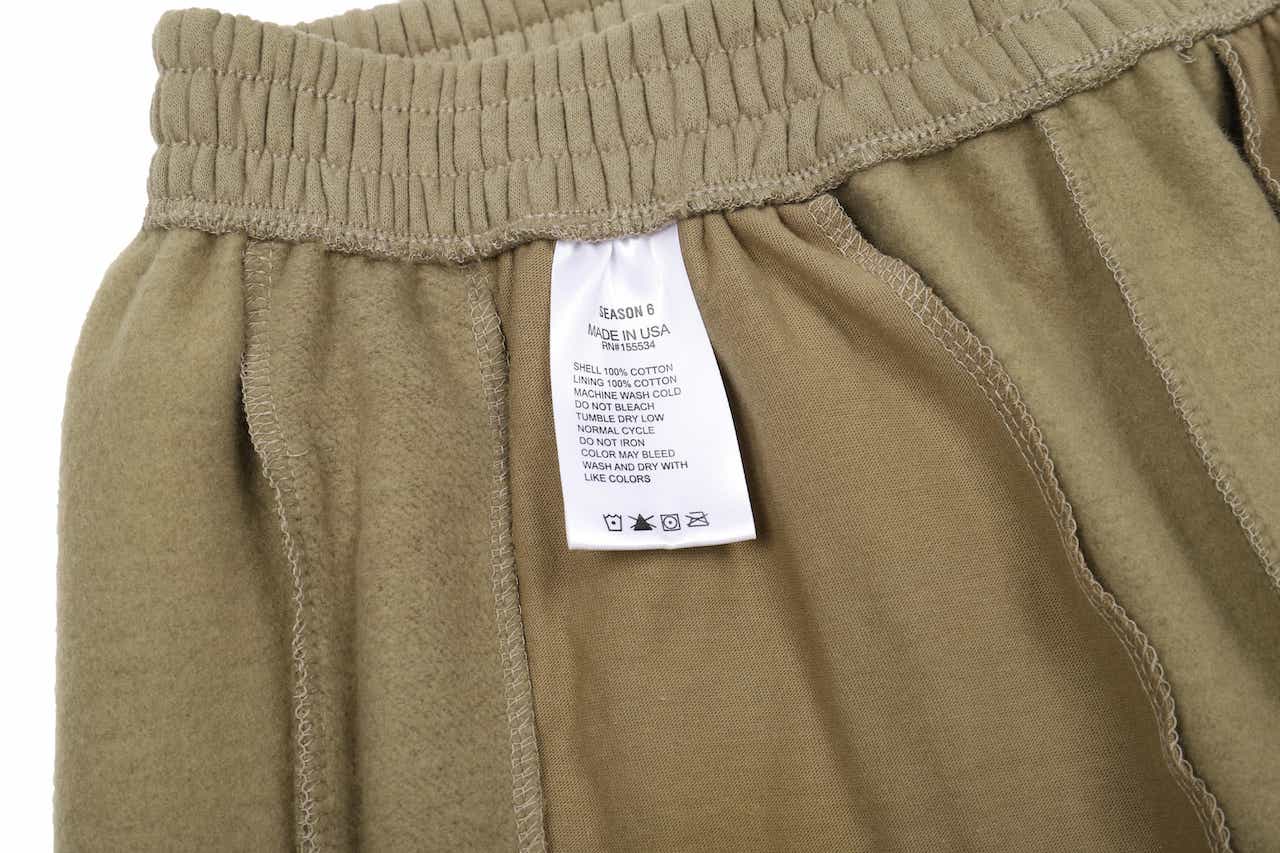 SEASON 6
MADE IN USA
RN#155534
SHELL 100% COTTON
LINING 100% COTTON
MACHINE WASH COLD
DO NOT BLEACH
TUMBLE DRY LOW
NORMAL CYCLE
DO NOT IRON
COLOR MAY BLEED
WASH AND DRY WITH
LIKE COLORS